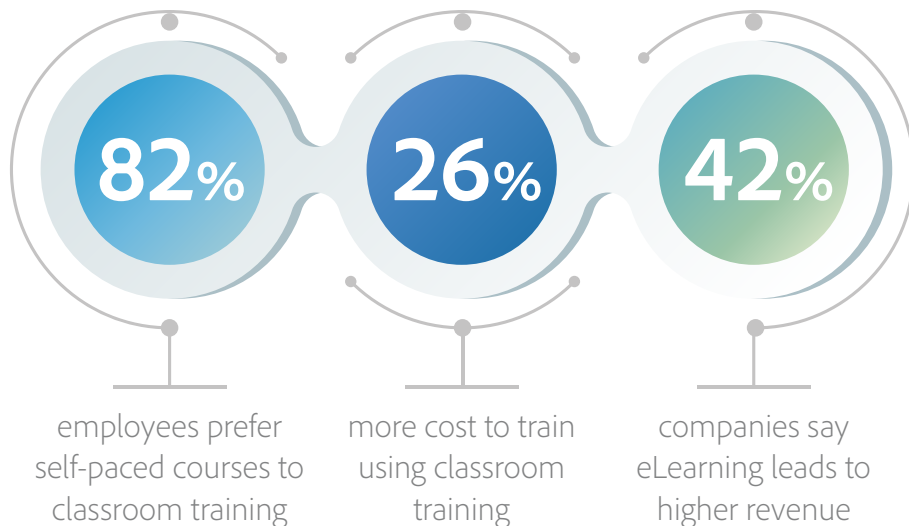 82%
employees prefer
self-paced courses to
classroom training
26%
more cost to train
using classroom
training
42%
companies say
eLearning leads to
higher revenue